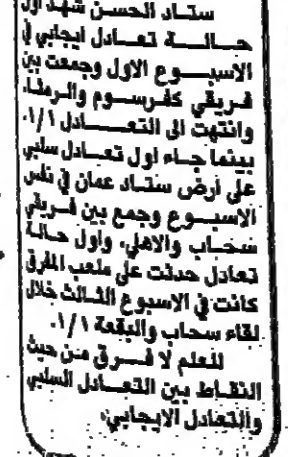 ستاد الحسن شهد اول
حالة تعادل ايجابي في
الاسبوع الاول وجمعت بين
فريقي كفرسوم والرمثا،
وانتهت الى التعادل ١/١،
بينما جاء اول تعادل سلبي
على أرض ستاد عمان في نفس
الاسبوع وجمع بين فريقي
سحاب والاهلي، واول حالة
تعادل حدثت على ملعب المفرق
كانت في الاسبوع الثالث خلال
لقاء سحاب والبقعة ١/١.
للعلم لا فرق من حيث
النقاط بين التعادل السلبي
والتعادل الايجابي،